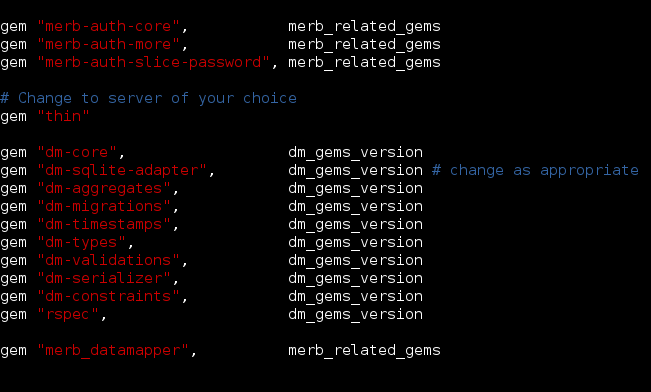 gem "merb-auth-core",           merb_related_gems
gem "merb-auth-more",           merb_related_gems
gem "merb-auth-slice-password", merb_related_gems
# Change to server of your choice
gem "thin"
gem "dm-core",                  dm_gems_version
gem "dm-sqlite-adapter",        dm_gems_version # change as appropriate
gem "dm-aggregates",            dm_gems_version
gem "dm-migrations",            dm_gems_version
gem "dm-timestamps",            dm_gems_version
gem "dm-types",                 dm_gems_version
gem "dm-validations",           dm_gems_version
gem "dm-serializer",            dm_gems_version
gem "dm-constraints",           dm_gems_version
gem "rspec",                    dm_gems_version
gem "merb_datamapper",          merb_related_gems